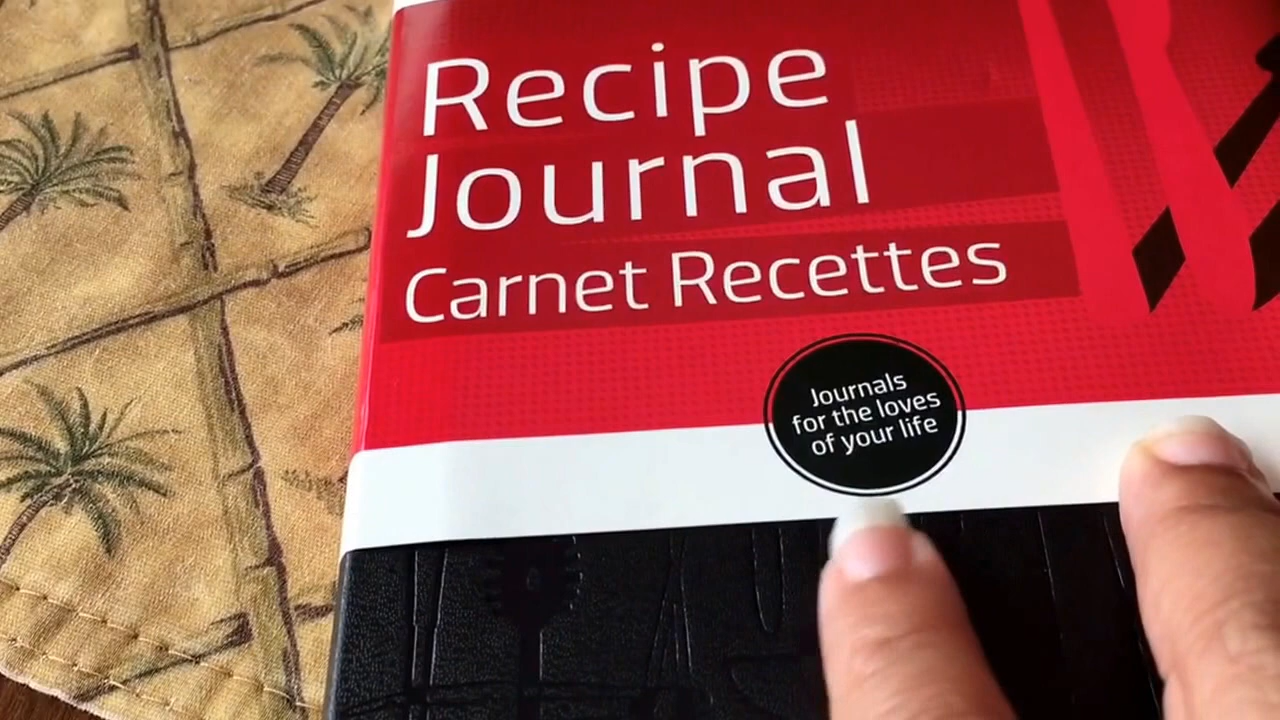 Recipe
Journal
Carnet Recettes
Journals
for the loves
of your life